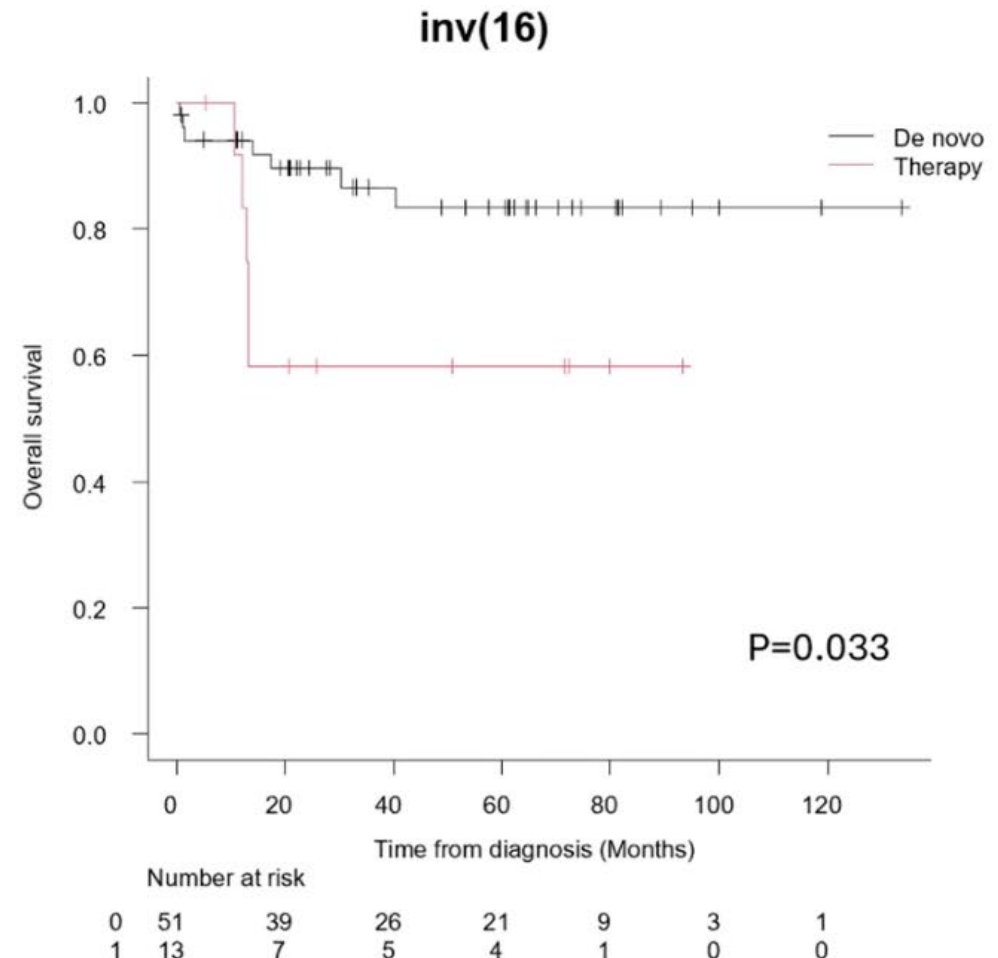 inv(16)
De novo
Therapy
1.0
0.8
0.6
0.4
0.2
0.0
Overall survival
P=0.033
0 20 40 60 80 100 120
Time from diagnosis (Months)
Number at risk
0 51 39 26 21 9 3 1
1 13 7 5 4 1 0 0